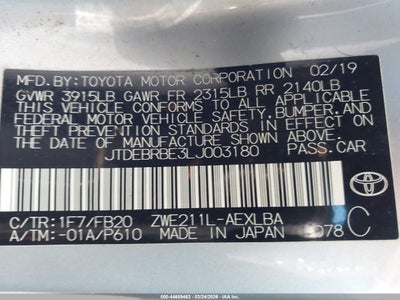 MFD.BY:TOYOTA MOTOR CORPORATION 02/19
GVWR 3915LB GAWR FR 2315LB RR 2140LB
THIS VEHICLE CONFORMS TO ALL APPLICABLE
FEDERAL MOTOR VEHICLE SAFETY, BUMPER, AND
THEFT PREVENTION STANDARDS IN EFFECT ON
THE DATE OF MANUFACTURE SHOWN ABOVE.
JTDEBRBE3LJ003180 PASS.CAR
TOYOTA
C/TR:1F7/FB20 ZWE211L-AEXLBA C
A/TM:-01A/P610 MADE IN JAPAN 078